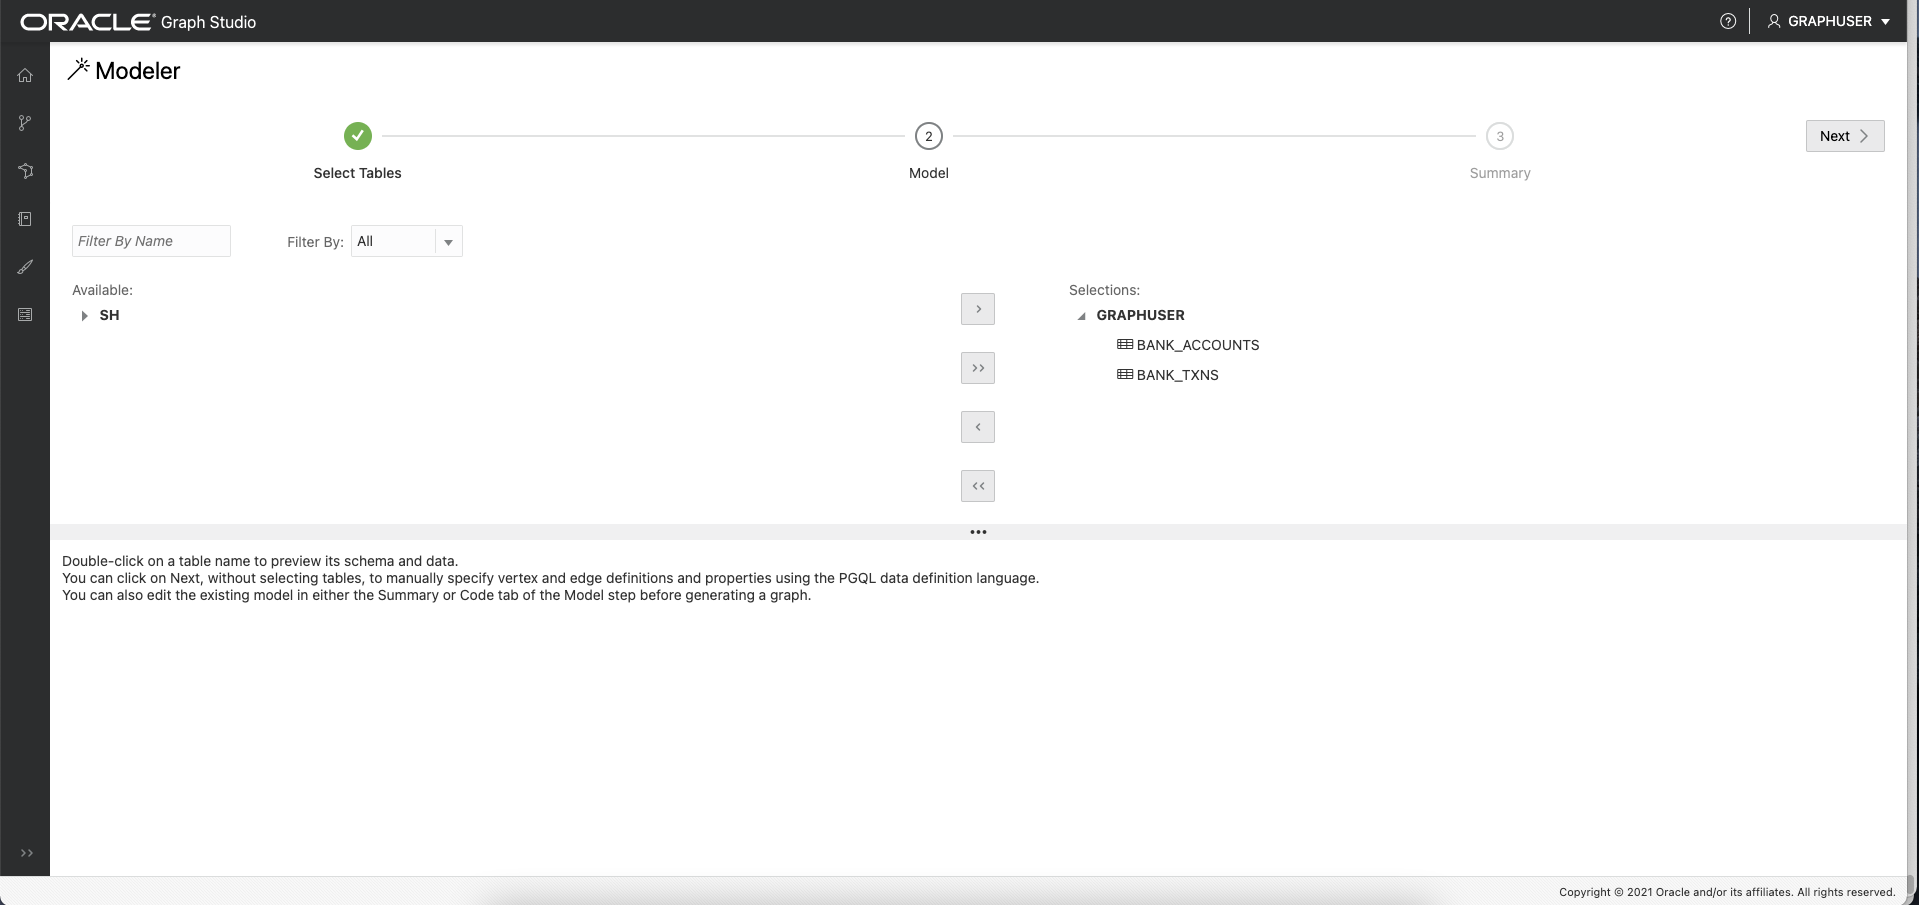 ORACLE® Graph Studio
GRAPHUSER
Modeler
2
3
Next
Select Tables
Model
Summary
Filter By Name
Filter By: All
Available:
SH
Selections:
GRAPHUSER
BANK_ACCOUNTS
BANK_TXNS
Double-click on a table name to preview its schema and data.
You can click on Next, without selecting tables, to manually specify vertex and edge definitions and properties using the PGQL data definition language.
You can also edit the existing model in either the Summary or Code tab of the Model step before generating a graph.
Copyright © 2021 Oracle and/or its affiliates. All rights reserved.